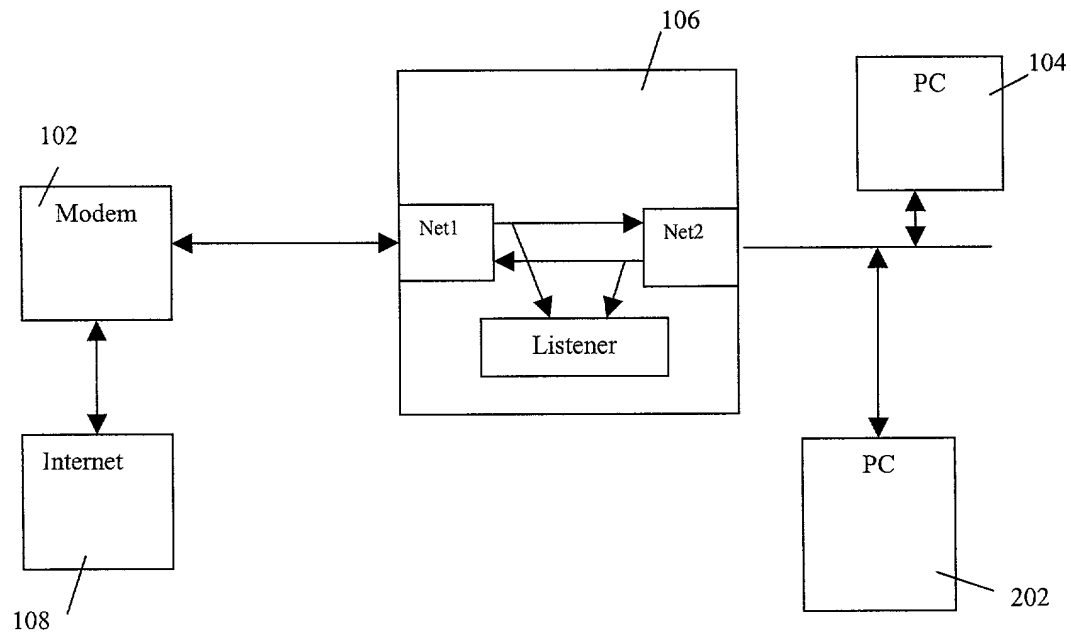 106
PC
104
102
Modem
Net1
Net2
Listener
Internet
PC
108
202